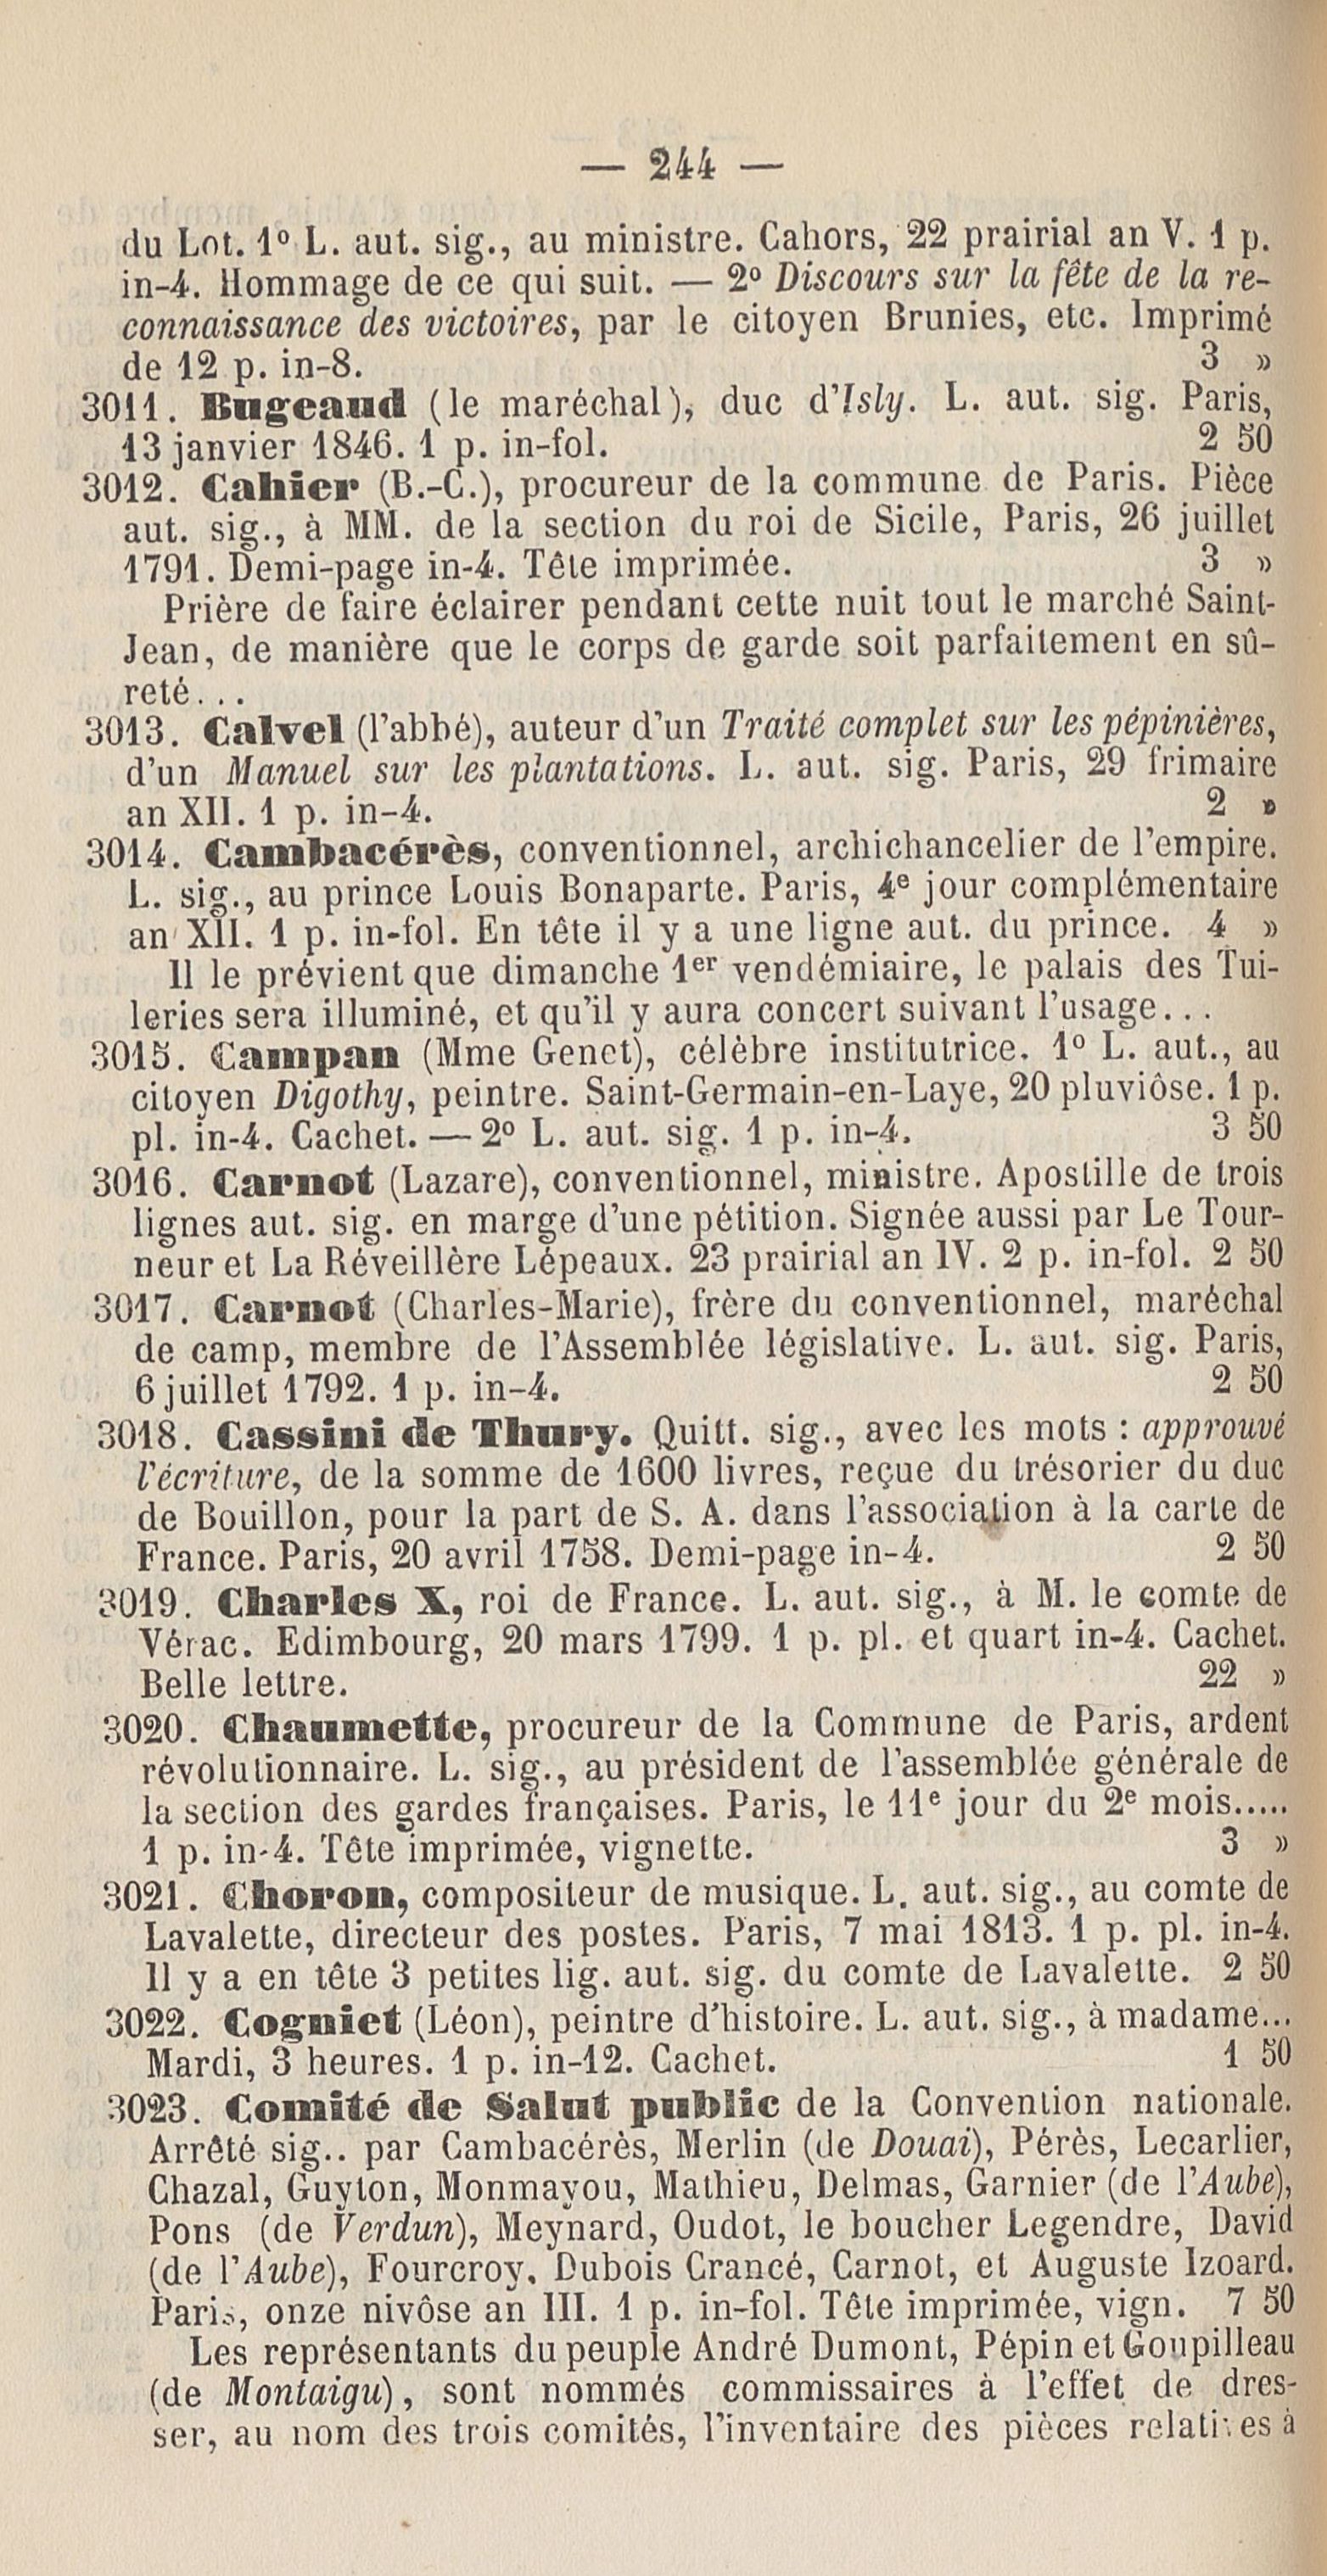 — 244 —
du Lot. 1º L. aut. sig., au ministre. Cahors, 22 prairial an V. 1 p.
in-4. Hommage de ce qui suit. — 2º Discours sur la fête de la re-
connaissance des victoires, par le citoyen Brunies, etc. Imprimé
de 12 p. in-8. 3 »
3011. Bugeaud (le maréchal), duc d'Isly. L. aut. sig. Paris,
13 janvier 1846. 1 p. in-fol. 2 50
3012. Cahier (B.-C.), procureur de la commune de Paris. Pièce
aut. sig., à MM. de la section du roi de Sicile, Paris, 26 juillet
1791. Demi-page in-4. Tête imprimée. 3 »
Prière de faire éclairer pendant cette nuit tout le marché Saint-
Jean, de manière que le corps de garde soit parfaitement en sû-
reté...
3013. Calvel (l'abbé), auteur d'un Traité complet sur les pépinières,
d'un Manuel sur les plantations. L. aut. sig. Paris, 29 frimaire
an XII. 1 p. in-4. 2 »
3014. Cambacérès, conventionnel, archichancelier de l'empire.
L. sig., au prince Louis Bonaparte. Paris, 4e jour complémentaire
an XII. 1 p. in-fol. En tête il y a une ligne aut. du prince. 4 »
Il le prévient que dimanche 1er vendémiaire, le palais des Tui-
leries sera illuminé, et qu'il y aura concert suivant l'usage...
3015. Campan (Mme Genet), célèbre institutrice. 1º L. aut., au
citoyen Digothy, peintre. Saint-Germain-en-Laye, 20 pluviôse. 1 p.
pl. in-4. Cachet. — 2º L. aut. sig. 1 p. in-4. 3 50
3016. Carnot (Lazare), conventionnel, ministre. Apostille de trois
lignes aut. sig. en marge d'une pétition. Signée aussi par Le Tour-
neur et La Réveillère Lépeaux. 23 prairial an IV. 2 p. in-fol. 2 50
3017. Carnot (Charles-Marie), frère du conventionnel, maréchal
de camp, membre de l'Assemblée législative. L. aut. sig. Paris,
6 juillet 1792. 1 p. in-4. 2 50
3018. Cassini de Thury. Quitt. sig., avec les mots : approuvé
l'écriture, de la somme de 1600 livres, reçue du trésorier du duc
de Bouillon, pour la part de S. A. dans l'association à la carte de
France. Paris, 20 avril 1758. Demi-page in-4. 2 50
3019. Charles X, roi de France. L. aut. sig., à M. le comte de
Vérac. Edimbourg, 20 mars 1799. 1 p. pl. et quart in-4. Cachet.
Belle lettre. 22 »
3020. Chaumette, procureur de la Commune de Paris, ardent
révolutionnaire. L. sig., au président de l'assemblée générale de
la section des gardes françaises. Paris, le 11e jour du 2e mois.....
1 p. in-4. Tête imprimée, vignette. 3 »
3021. Choron, compositeur de musique. L. aut. sig., au comte de
Lavalette, directeur des postes. Paris, 7 mai 1813. 1 p. pl. in-4.
Il y a en tête 3 petites lig. aut. sig. du comte de Lavalette. 2 50
3022. Cogniet (Léon), peintre d'histoire. L. aut. sig., à madame...
Mardi, 3 heures. 1 p. in-12. Cachet. 1 50
3023. Comité de Salut public de la Convention nationale.
Arrêté sig.. par Cambacérès, Merlin (de Douai), Pérès, Lecarlier,
Chazal, Guyton, Monmayou, Mathieu, Delmas, Garnier (de l'Aube),
Pons (de Verdun), Meynard, Oudot, le boucher Legendre, David
(de l'Aube), Fourcroy, Dubois Crancé, Carnot, et Auguste Izoard.
Paris, onze nivôse an III. 1 p. in-fol. Tête imprimée, vign. 7 50
Les représentants du peuple André Dumont, Pépin et Goupilleau
(de Montaigu), sont nommés commissaires à l'effet de dres-
ser, au nom des trois comités, l'inventaire des pièces relatives à